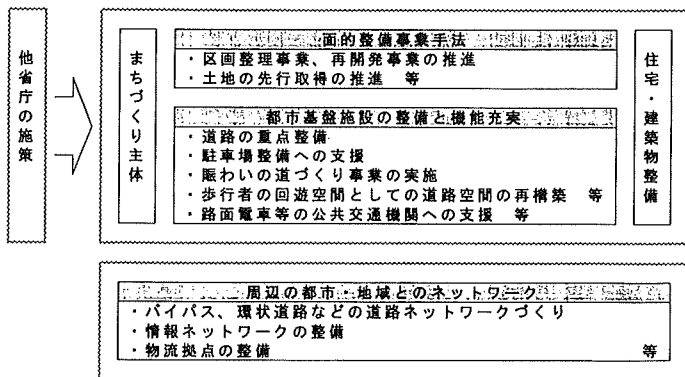 他省庁の施策
まちづくり主体
面的整備事業手法
・区画整理事業、再開発事業の推進
・土地の先行取得の推進 等
都市基盤施設の整備と機能充実
・道路の重点整備
・駐車場整備への支援
・賑わいの道づくり事業の実施
・歩行者の回遊空間としての道路空間の再構築 等
・路面電車等の公共交通機関への支援 等
住宅・建築物整備
周辺の都市・地域とのネットワーク
・バイパス、環状道路などの道路ネットワークづくり
・情報ネットワークの整備
・物流拠点の整備 等